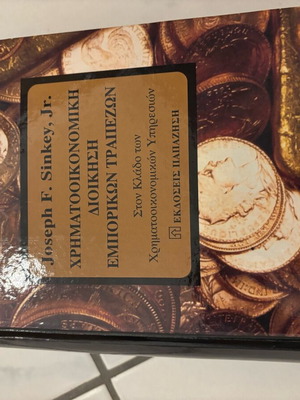 Joseph F. Sinkey, Jr.
ΧΡΗΜΑΤΟΟΙΚΟΝΟΜΙΚΗ
ΔΙΟΙΚΗΣΗ
ΕΜΠΟΡΙΚΩΝ ΤΡΑΠΕΖΩΝ
Στον Κλάδο των
Χρηματοοικονομικών Υπηρεσιών
ΕΚΔΟΣΕΙΣ ΠΑΠΑΖΗΣΗ